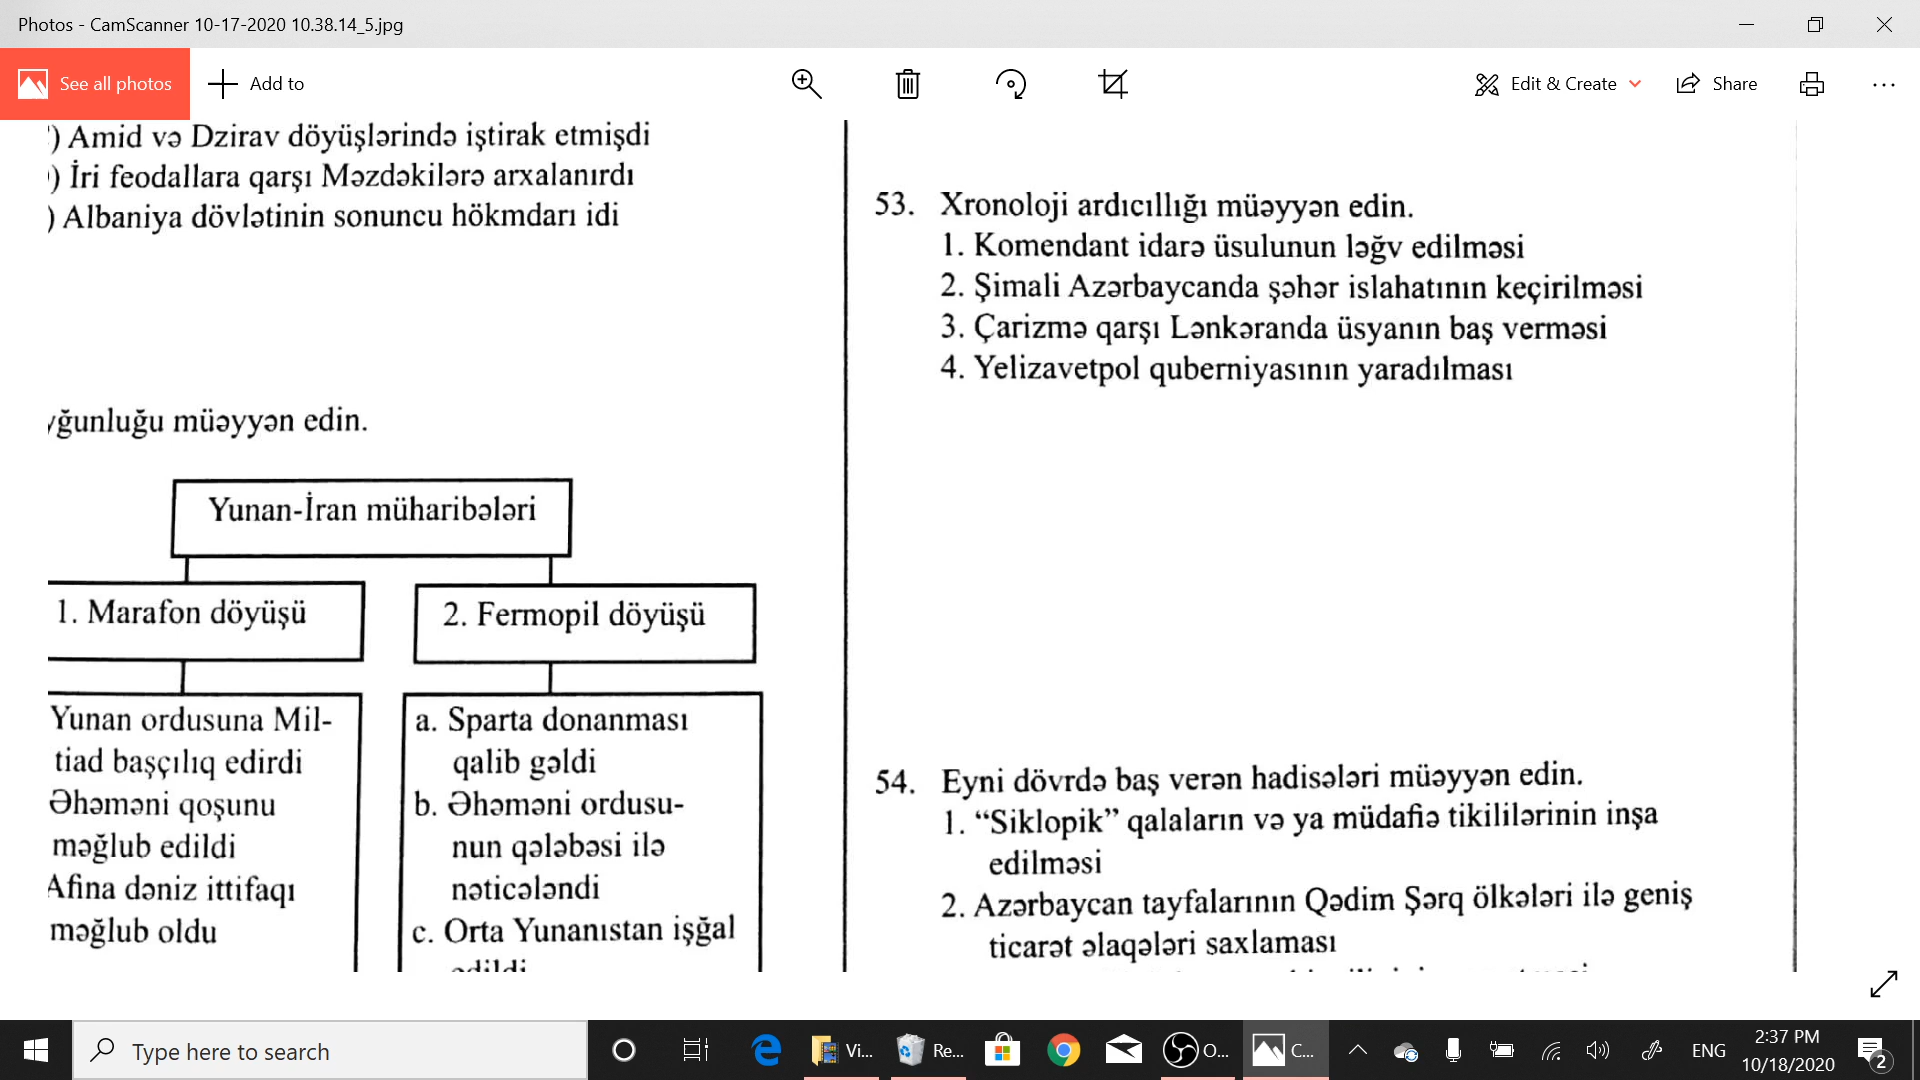 Photos - CamScanner 10-17-2020 10.38.14_5.jpg
See all photos
Add to
Edit & Create
Share
) Amid və Dzirav döyüşlərində iştirak etmişdi
) İri feodallara qarşı Məzdəkilərə arxalanırdı
) Albaniya dövlətinin sonuncu hökmdarı idi
yğunluğu müəyyən edin.
Yunan-İran müharibələri
1. Marafon döyüşü
2. Fermopil döyüşü
Yunan ordusuna Mil-
tiad başçılıq edirdi
Əhəməni qoşunu
məğlub edildi
Afina dəniz ittifaqı
məğlub oldu
a. Sparta donanması
qalib gəldi
b. Əhəməni ordusu-
nun qələbəsi ilə
nəticələndi
c. Orta Yunanıstan işğal
53. Xronoloji ardıcıllığı müəyyən edin.
1. Komendant idarə üsulunun ləğv edilməsi
2. Şimali Azərbaycanda şəhər islahatının keçirilməsi
3. Çarizmə qarşı Lənkəranda üsyanın baş verməsi
4. Yelizavetpol quberniyasının yaradılması
54. Eyni dövrdə baş verən hadisələri müəyyən edin.
1. “Siklopik” qalaların və ya müdafiə tikililərinin inşa
edilməsi
2. Azərbaycan tayfalarının Qədim Şərq ölkələri ilə geniş
ticarət əlaqələri saxlaması
Type here to search
Vi...
Re...
O...
C...
ENG
2:37 PM
10/18/2020
2